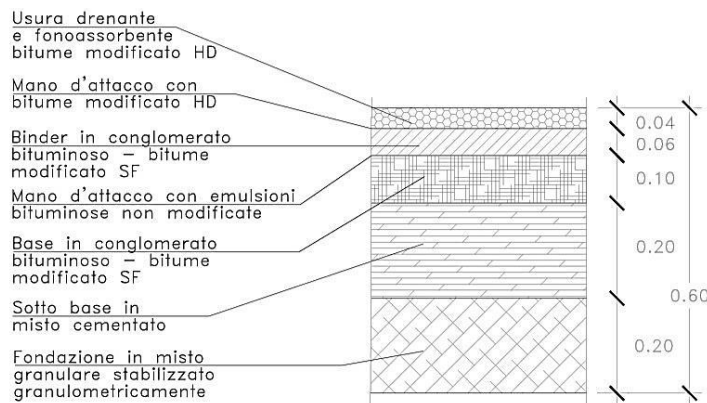 Usura drenante
e fonoassorbente
bitume modificato HD
Mano d'attacco con
bitume modificato HD
Binder in conglomerato
bituminoso – bitume
modificato SF
Mano d'attacco con emulsioni
bituminose non modificate
Base in conglomerato
bituminoso – bitume
modificato SF
Sotto base in
misto cementato
Fondazione in misto
granulare stabilizzato
granulometricamente
0.04
0.06
0.10
0.20
0.60
0.20